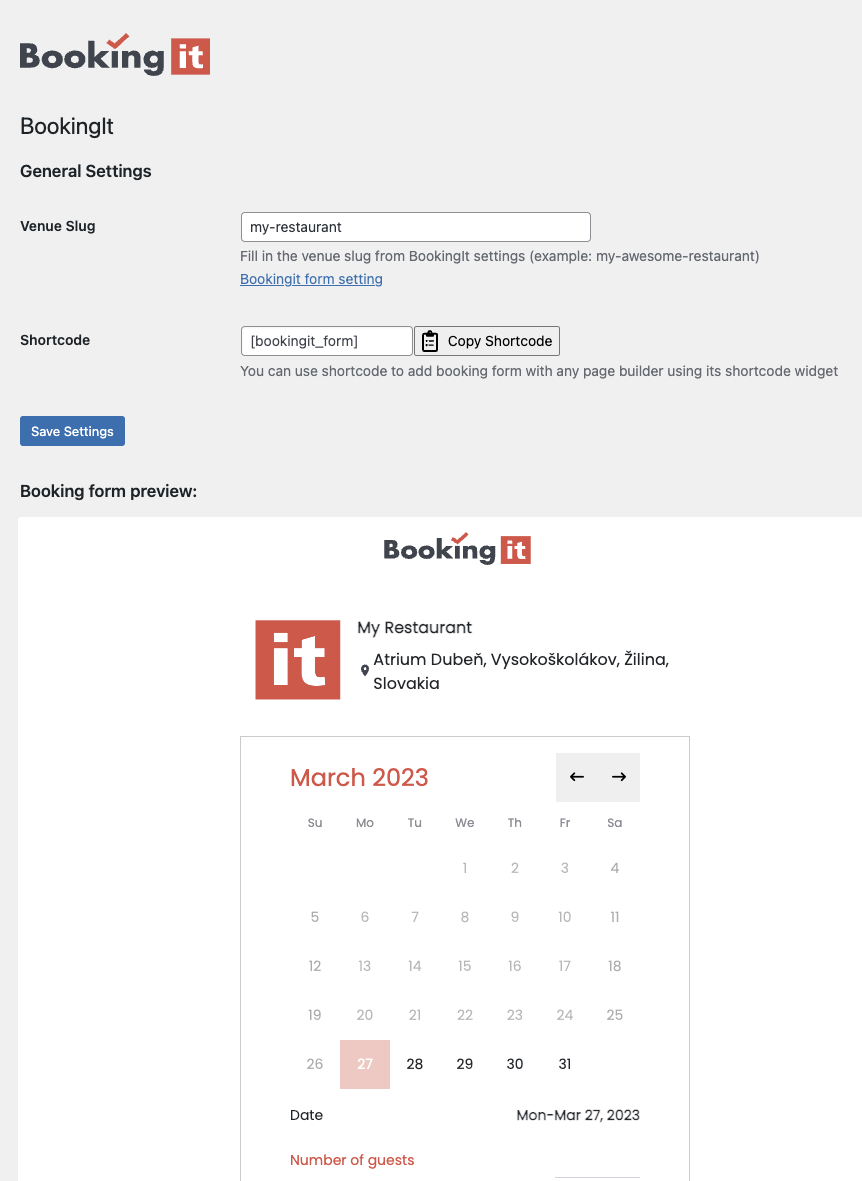 Booking it
BookingIt
General Settings
Venue Slug
my-restaurant
Fill in the venue slug from BookingIt settings (example: my-awesome-restaurant)
Bookingit form setting
Shortcode
[bookingit_form]
Copy Shortcode
You can use shortcode to add booking form with any page builder using its shortcode widget
Save Settings
Booking form preview:
Booking it
it
My Restaurant
Atrium Dubeň, Vysokoškolákov, Žilina,
Slovakia
March 2023
Su Mo Tu We Th Fr Sa
1 2 3 4
5 6 7 8 9 10 11
12 13 14 15 16 17 18
19 20 21 22 23 24 25
26 27 28 29 30 31
Date Mon-Mar 27, 2023
Number of guests